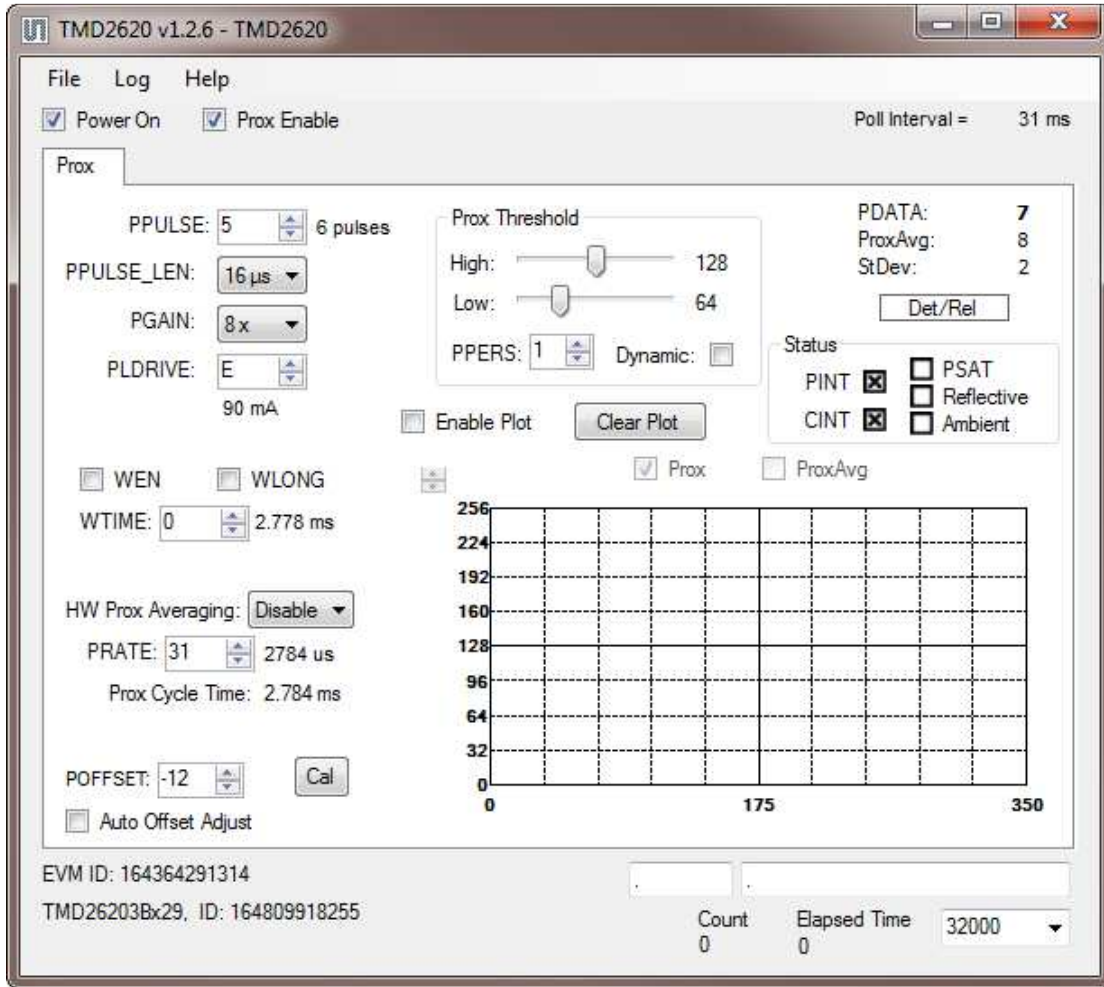 TMD2620 v1.2.6 - TMD2620
File Log Help
Power On Prox Enable Poll Interval = 31 ms
Prox
PPULSE: 5 6 pulses
PPULSE_LEN: 16 µs
PGAIN: 8 x
PLDRIVE: E
90 mA
Prox Threshold
High: 128
Low: 64
PPERS: 1 Dynamic:
PDATA: 7
ProxAvg: 8
StDev: 2
Det/Rel
Status
PINT
CINT
PSAT
Reflective
Ambient
Enable Plot Clear Plot
WEN WLONG
WTIME: 0 2.778 ms
HW Prox Averaging: Disable
PRATE: 31 2784 us
Prox Cycle Time: 2.784 ms
POFFSET: -12 Cal
Auto Offset Adjust
Prox ProxAvg
256
224
192
160
128
96
64
32
0
0 175 350
EVM ID: 164364291314
TMD26203Bx29, ID: 164809918255
. .
Count Elapsed Time 32000
0 0